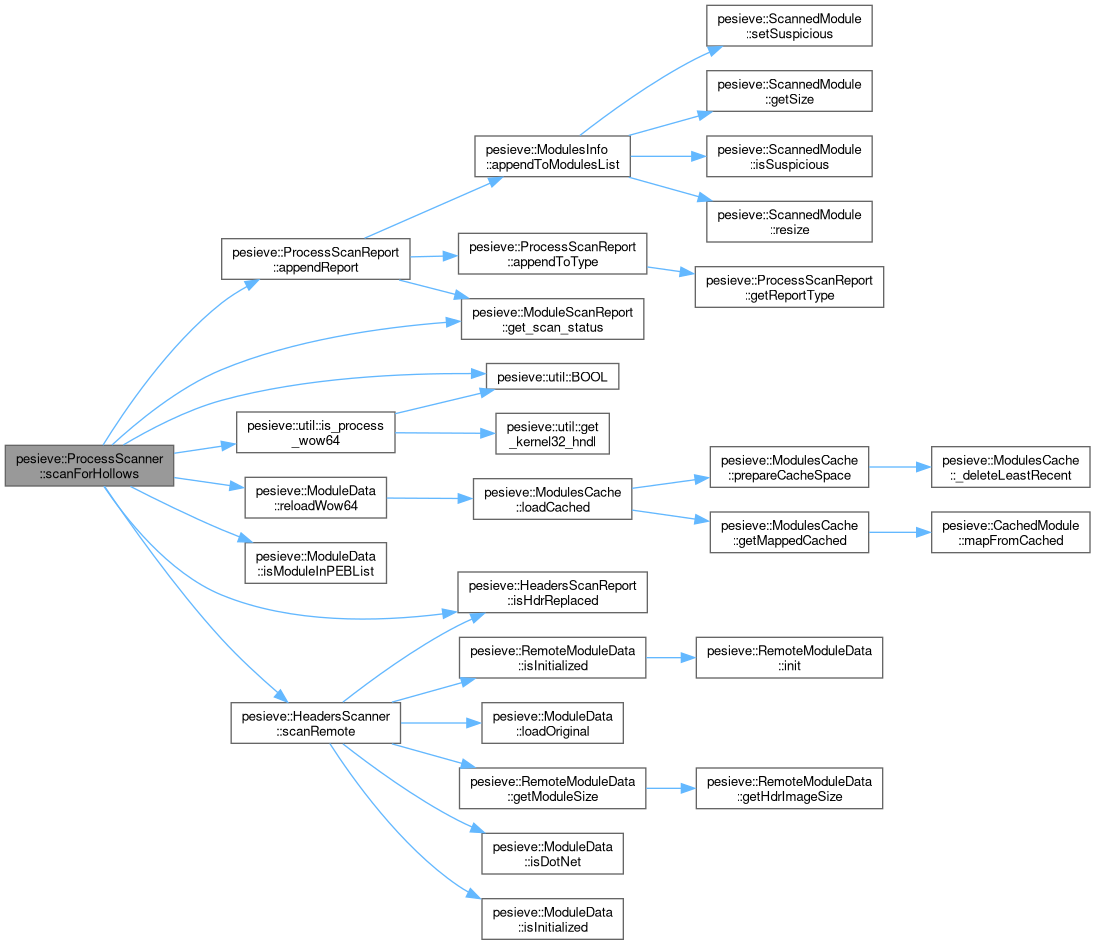 pesieve::ScannedModule
::setSuspicious
pesieve::ScannedModule
::getSize
pesieve::ModulesInfo
::appendToModulesList
pesieve::ScannedModule
::isSuspicious
pesieve::ScannedModule
::resize
pesieve::ProcessScanReport
::appendReport
pesieve::ProcessScanReport
::appendToType
pesieve::ProcessScanReport
::getReportType
pesieve::ModuleScanReport
::get_scan_status
pesieve::util::BOOL
pesieve::util::is_process
_wow64
pesieve::util::get
_kernel32_hndl
pesieve::ProcessScanner
::scanForHollows
pesieve::ModulesCache
::prepareCacheSpace
pesieve::ModulesCache
::_deleteLeastRecent
pesieve::ModuleData
::reloadWow64
pesieve::ModulesCache
::loadCached
pesieve::ModulesCache
::getMappedCached
pesieve::CachedModule
::mapFromCached
pesieve::ModuleData
::isModuleInPEBList
pesieve::HeadersScanReport
::isHdrReplaced
pesieve::RemoteModuleData
::isInitialized
pesieve::RemoteModuleData
::init
pesieve::HeadersScanner
::scanRemote
pesieve::ModuleData
::loadOriginal
pesieve::RemoteModuleData
::getModuleSize
pesieve::RemoteModuleData
::getHdrImageSize
pesieve::ModuleData
::isDotNet
pesieve::ModuleData
::isInitialized